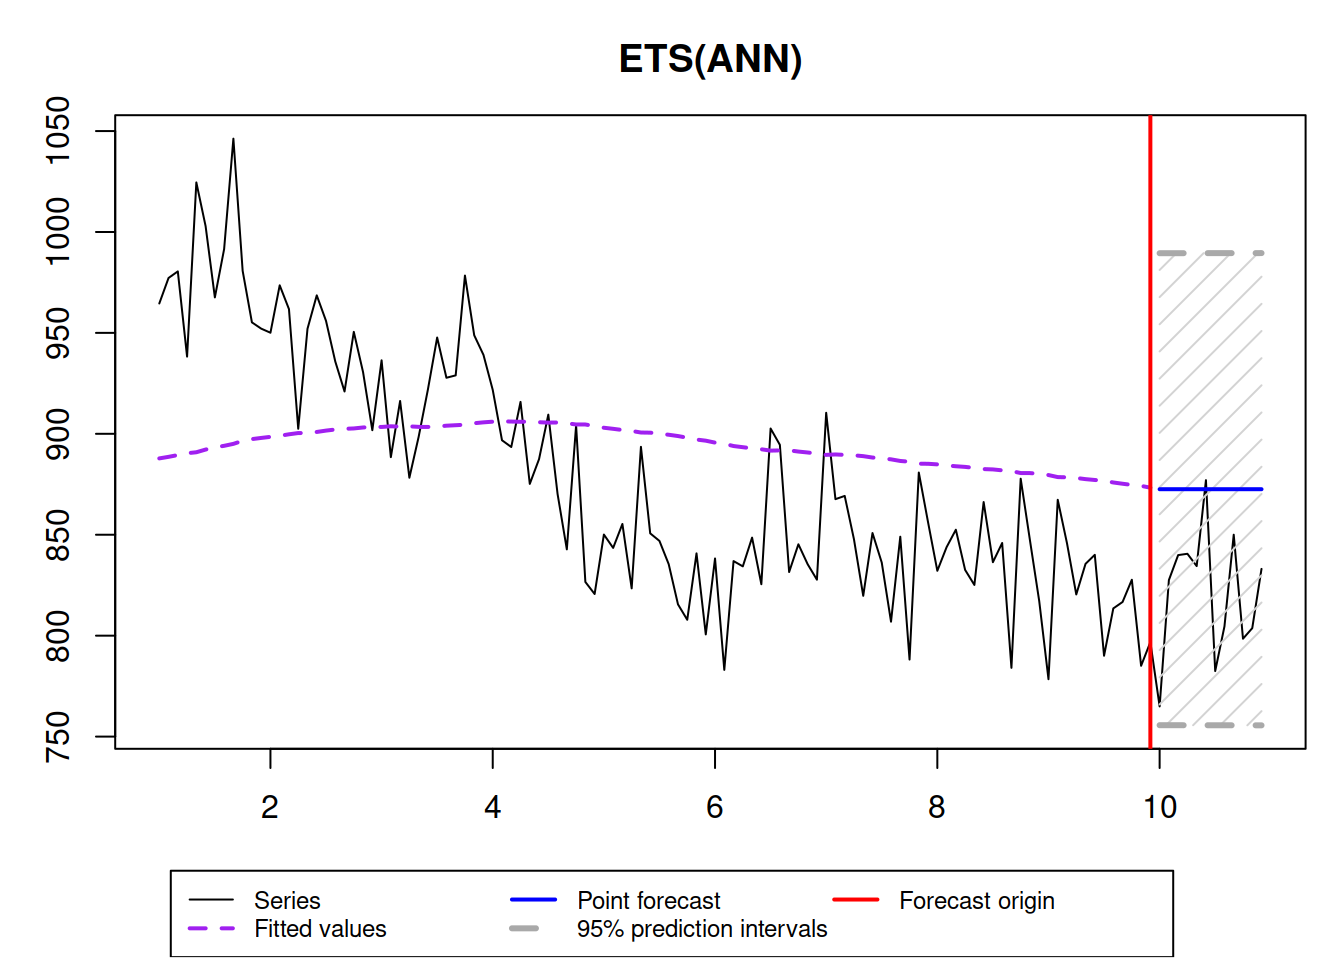 ETS(ANN)
1050
1000
950
900
850
800
750
2 4 6 8 10
Series Point forecast Forecast origin
Fitted values 95% prediction intervals